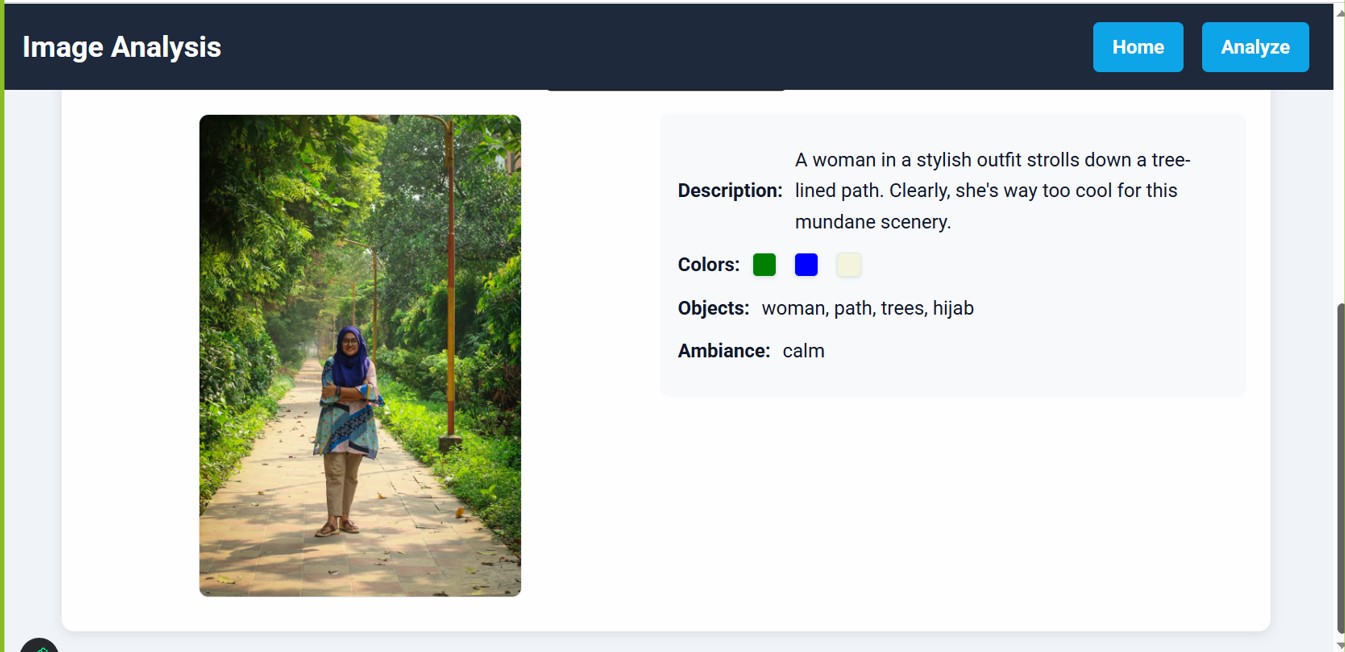 Image Analysis
Home
Analyze
Description: A woman in a stylish outfit strolls down a tree-
lined path. Clearly, she's way too cool for this
mundane scenery.
Colors:
Objects: woman, path, trees, hijab
Ambiance: calm